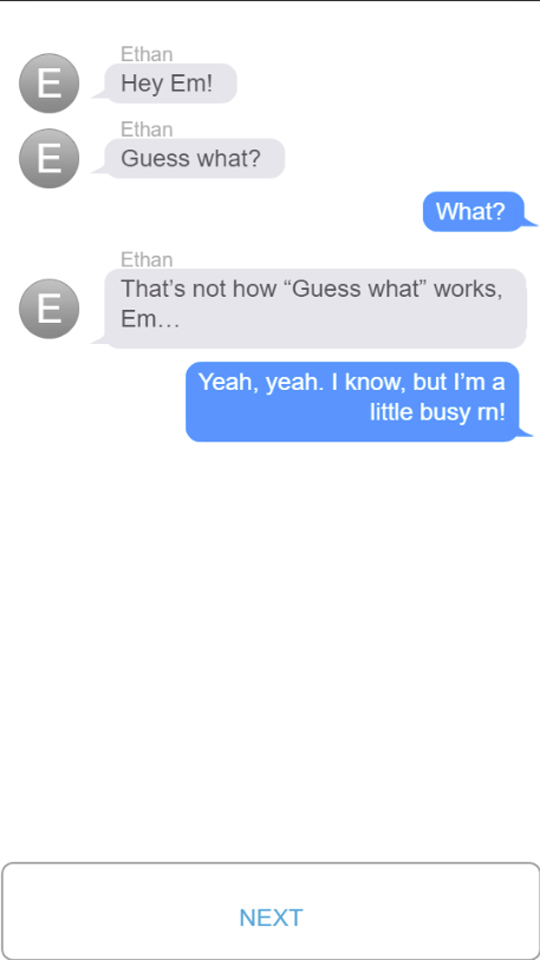 Ethan
E
Hey Em!
Ethan
E
Guess what?
What?
Ethan
E
That’s not how “Guess what” works,
Em…
Yeah, yeah. I know, but I’m a
little busy rn!
NEXT